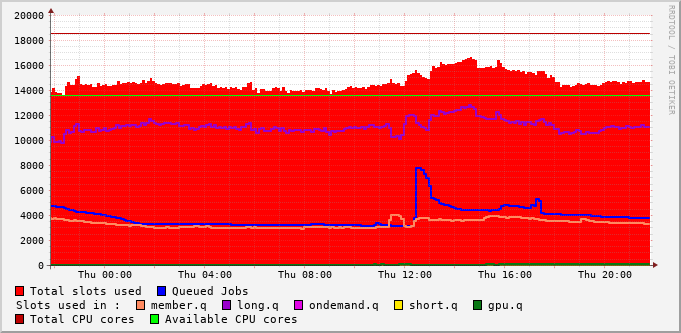 20000
18000
16000
14000
12000
10000
8000
6000
4000
2000
0
Thu 00:00 Thu 04:00 Thu 08:00 Thu 12:00 Thu 16:00 Thu 20:00
RRDTOOL / TOBI OETIKER
Total slots used Queued Jobs
Slots used in : member.q long.q ondemand.q short.q gpu.q
Total CPU cores Available CPU cores